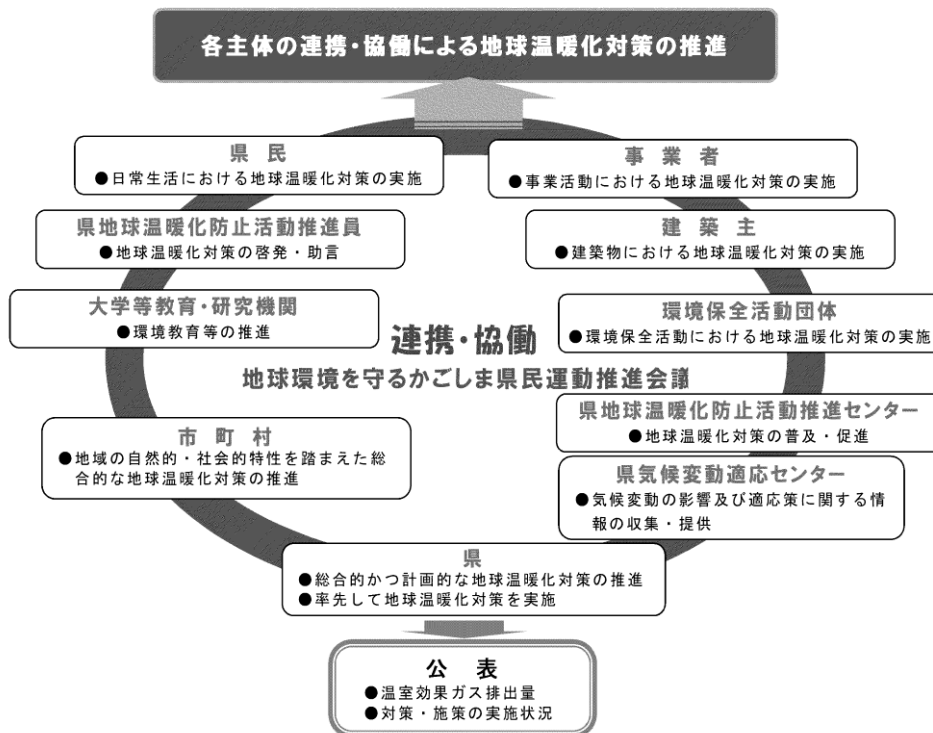 各主体の連携・協働による地球温暖化対策の推進
県 民
●日常生活における地球温暖化対策の実施
事 業 者
●事業活動における地球温暖化対策の実施
県地球温暖化防止活動推進員
●地球温暖化対策の啓発・助言
建 築 主
●建築物における地球温暖化対策の実施
大学等教育・研究機関
●環境教育等の推進
環境保全活動団体
●環境保全活動における地球温暖化対策の実施
連携・協働
地球環境を守るかごしま県民運動推進会議
県地球温暖化防止活動推進センター
●地球温暖化対策の普及・促進
市 町 村
●地域の自然的・社会的特性を踏まえた総
合的な地球温暖化対策の推進
県気候変動適応センター
●気候変動の影響及び適応策に関する情
報の収集・提供
県
●総合的かつ計画的な地球温暖化対策の推進
●率先して地球温暖化対策を実施
公 表
●温室効果ガス排出量
●対策・施策の実施状況